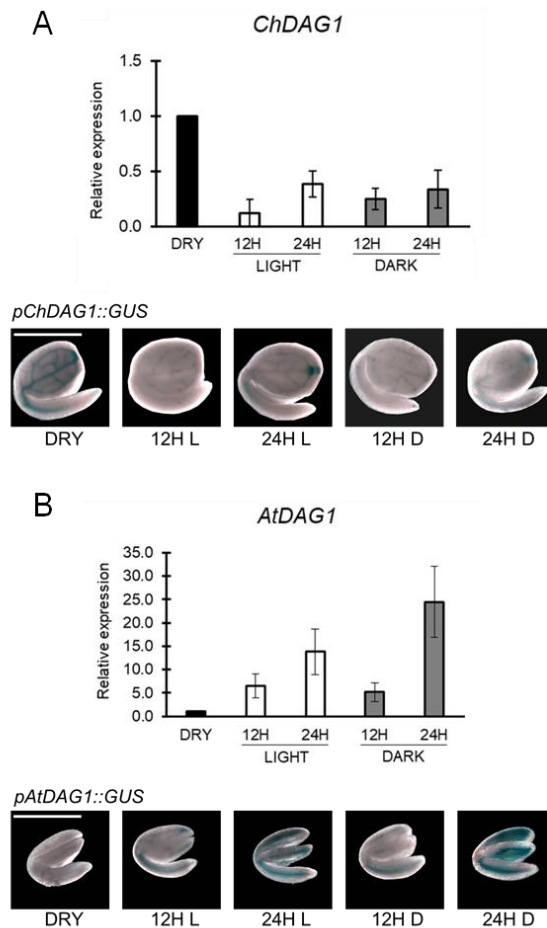 A
ChDAG1
Relative expression
1.5
1.0
0.5
0.0
DRY 12H 24H 12H 24H
LIGHT DARK
pChDAG1::GUS
DRY 12H L 24H L 12H D 24H D
B
AtDAG1
Relative expression
35.0
30.0
25.0
20.0
15.0
10.0
5.0
0.0
DRY 12H 24H 12H 24H
LIGHT DARK
pAtDAG1::GUS
DRY 12H L 24H L 12H D 24H D